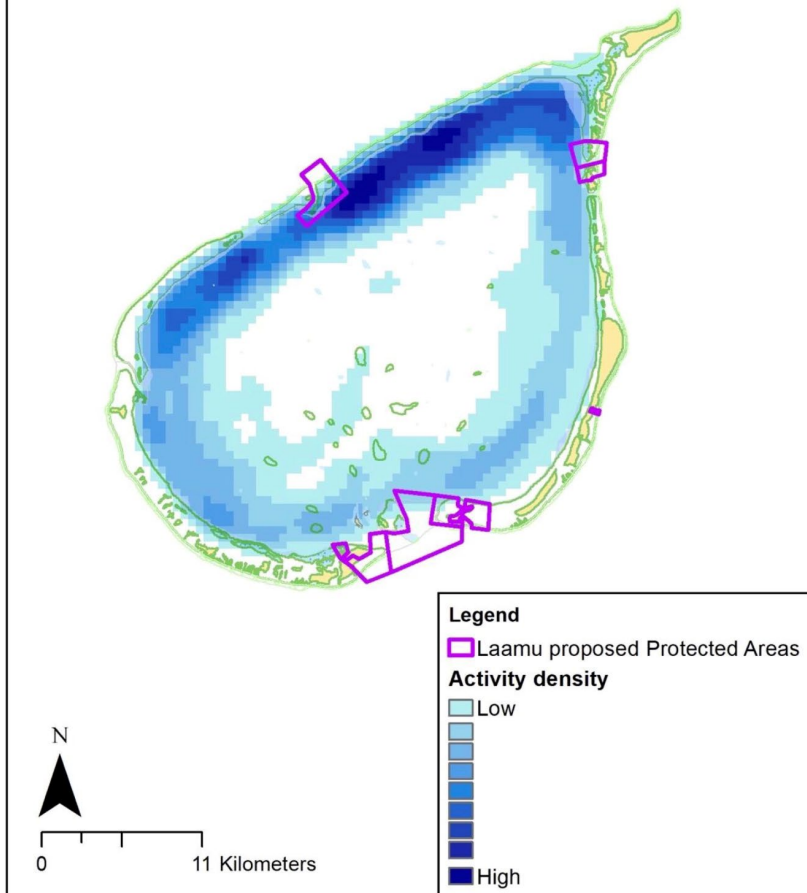 Legend
Laamu proposed Protected Areas
Activity density
Low
High
N
0 11 Kilometers